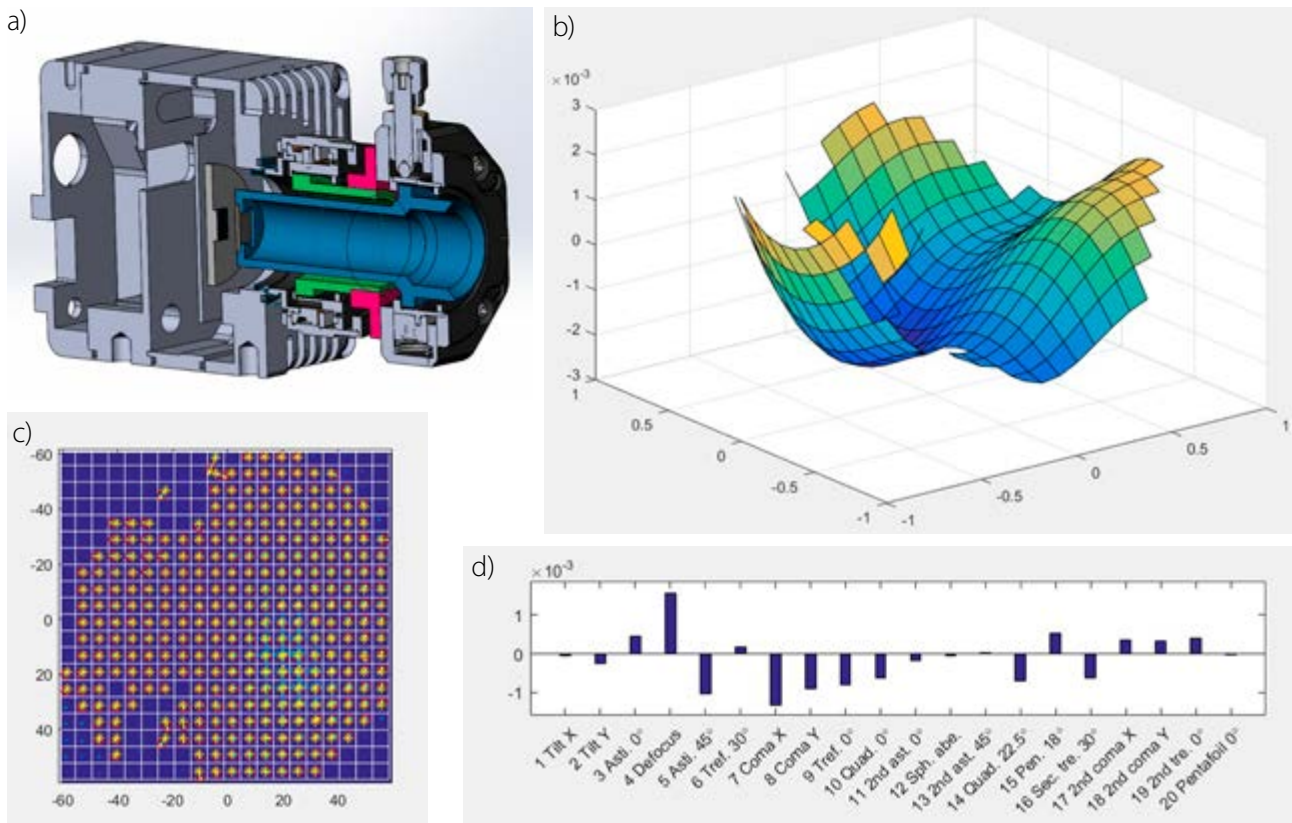 a)
b)
× 10⁻³
3
2
1
0
-1
-2
-3
1
0.5
0
-0.5
-1
-1
-0.5
0
0.5
1
c)
-60
-40
-20
0
20
40
-60 -40 -20 0 20 40
d)
× 10⁻³
1
0
-1
1 Tilt X
2 Tilt Y
3 Asti. 0°
4 Defocus
5 Asti. 45°
6 Tref. 30°
7 Coma X
8 Coma Y
9 Tref. 0°
10 Quad. 0°
11 2nd ast. 0°
12 Sph. abe.
13 2nd ast. 45°
14 Quad. 22.5°
15 Pen. 18°
16 Sec. tre. 30°
17 2nd coma X
18 2nd coma Y
19 2nd tre. 0°
20 Pentafoil 0°